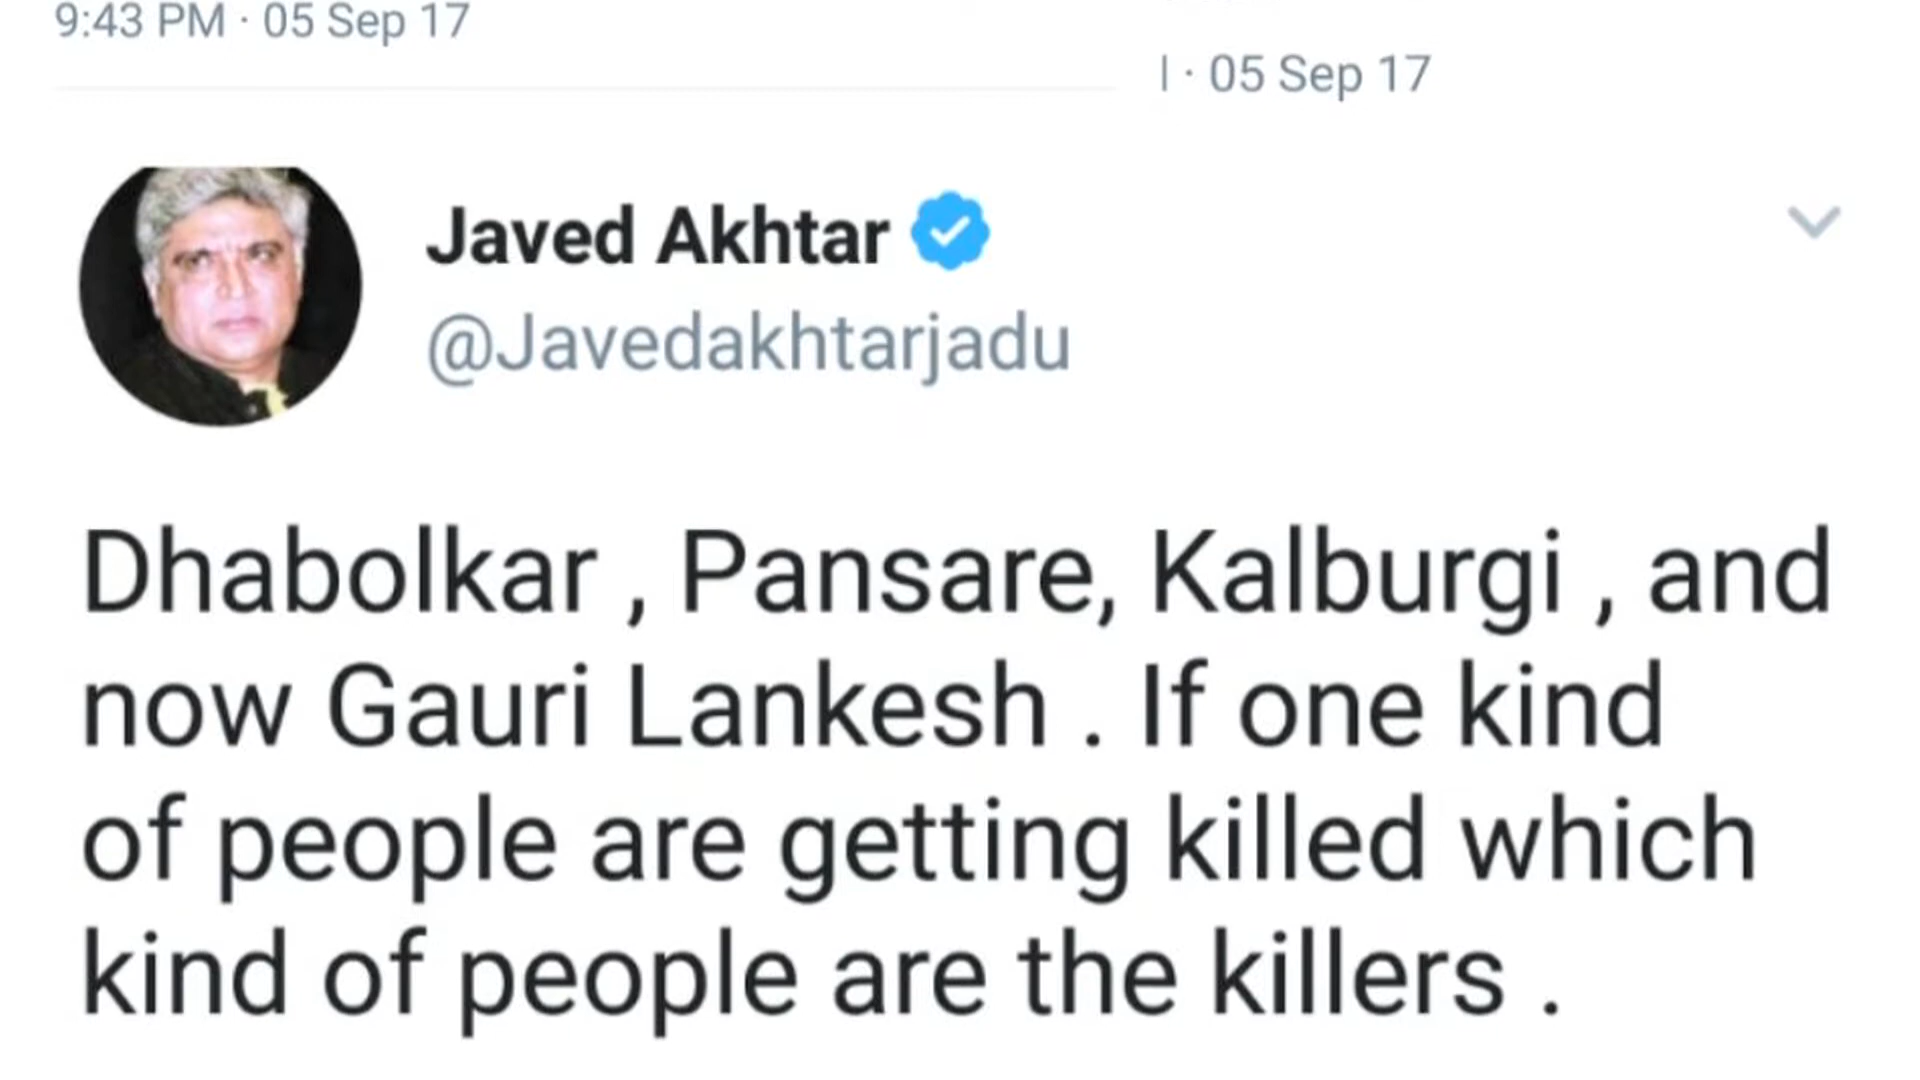 9:43 PM · 05 Sep 17
| · 05 Sep 17
Javed Akhtar
@Javedakhtarjadu
Dhabolkar , Pansare, Kalburgi , and
now Gauri Lankesh . If one kind
of people are getting killed which
kind of people are the killers .